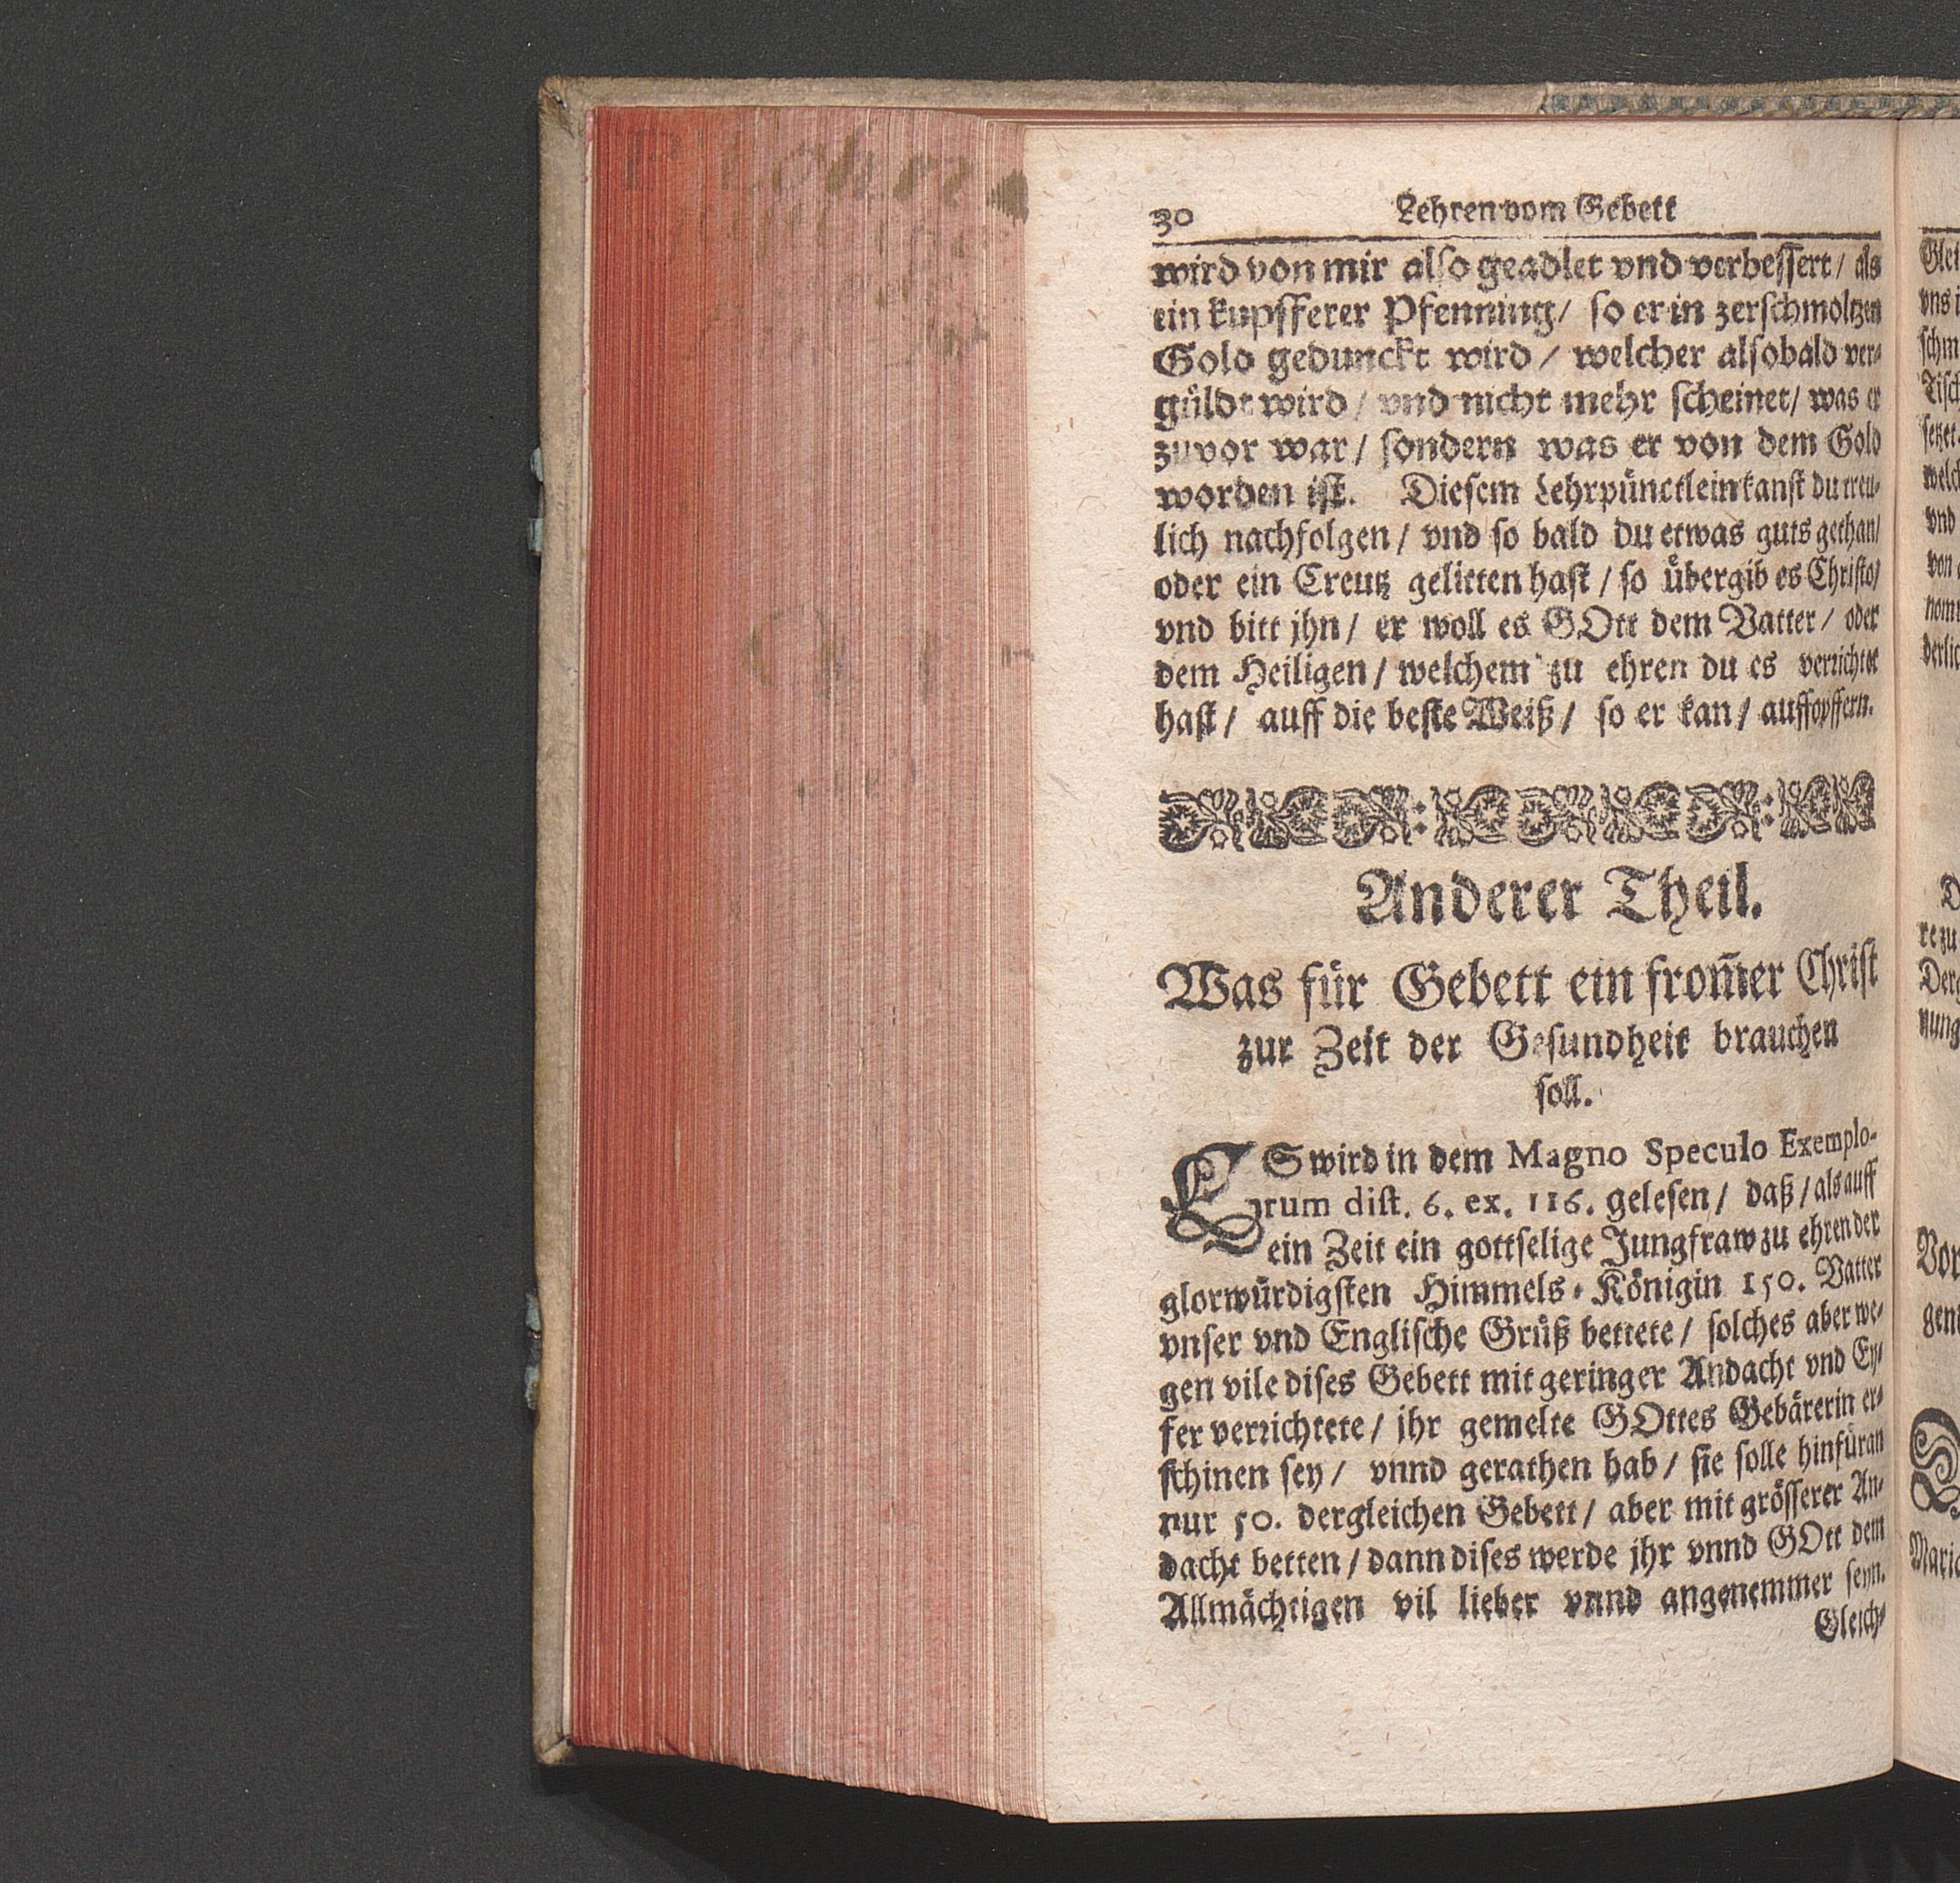 30 Lehren vom Gebett
wird von mir also geadlet vnd verbessert / als
ein kupfferer Pfenning / so er in zerschmoltzen
Gold gedunckt wird / welcher alsobald ver-
güldt wird / vnd nicht mehr scheinet / was er
zuvor war / sondern was er von dem Gold
worden ist. Diesem Lehrpünctlein kanst du treu-
lich nachfolgen / vnd so bald du etwas guts gethan /
oder ein Creutz gelitten hast / so übergib es Christo /
vnd bitt jhn / er woll es GOtt dem Vatter / oder
dem Heiligen / welchem zu ehren du es verrichtet
hast / auff die beste Weiß / so er kan / auffopffern.
Anderer Theil.
Was für Gebett ein from̃er Christ
zur Zeit der Gesundheit brauchen
soll.
ES wird in dem Magno Speculo Exemplo-
rum dist. 6. ex. 116. gelesen / daß / als auff
ein Zeit ein gottselige Jungfraw zu ehren der
glorwürdigsten Himmels-Königin 150. Vatter
vnser vnd Englische Grüß bettete / solches aber we-
gen vile dises Gebett mit geringer Andacht vnd Ey-
fer verrichtete / jhr gemelte GOttes Gebärerin er-
schinen sey / vnnd gerathen hab / sie solle hinfüran
nur 50. dergleichen Gebett / aber mit grösserer An-
dacht betten / dann dises werde jhr vnnd GOtt dem
Allmächtigen vil lieber vnnd angenemmer seyn.
Gleich-